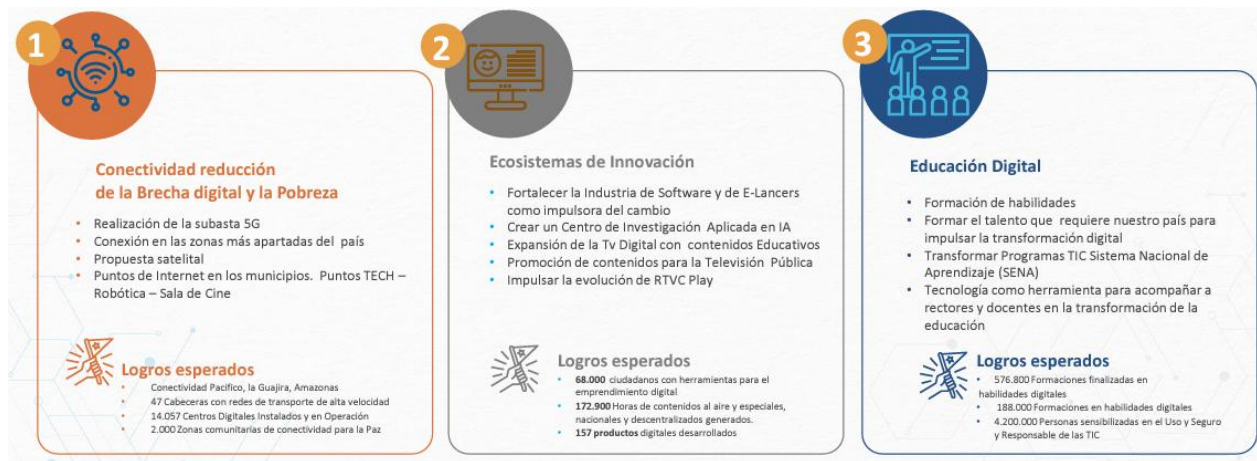 1
Conectividad reducción
de la Brecha digital y la Pobreza
• Realización de la subasta 5G
• Conexión en las zonas más apartadas del país
• Propuesta satelital
• Puntos de Internet en los municipios. Puntos TECH –
Robótica – Sala de Cine
Logros esperados
• Conectividad Pacífico, la Guajira, Amazonas
• 47 Cabeceras con redes de transporte de alta velocidad
• 14.057 Centros Digitales Instalados y en Operación
• 2.000 Zonas comunitarias de conectividad para la Paz
2
Ecosistemas de Innovación
• Fortalecer la Industria de Software y de E-Lancers
como impulsora del cambio
• Crear un Centro de Investigación Aplicada en IA
• Expansión de la Tv Digital con contenidos Educativos
• Promoción de contenidos para la Televisión Pública
• Impulsar la evolución de RTVC Play
Logros esperados
• 68.000 ciudadanos con herramientas para el
emprendimiento digital
• 172.900 Horas de contenidos al aire y especiales,
nacionales y descentralizados generados.
• 157 productos digitales desarrollados
3
Educación Digital
• Formación de habilidades
• Formar el talento que requiere nuestro país para
impulsar la transformación digital
• Transformar Programas TIC Sistema Nacional de
Aprendizaje (SENA)
• Tecnología como herramienta para acompañar a
rectores y docentes en la transformación de la
educación
Logros esperados
• 576.800 Formaciones finalizadas en
habilidades digitales
• 188.000 Formaciones en habilidades digitales
• 4.200.000 Personas sensibilizadas en el Uso y Seguro
y Responsable de las TIC